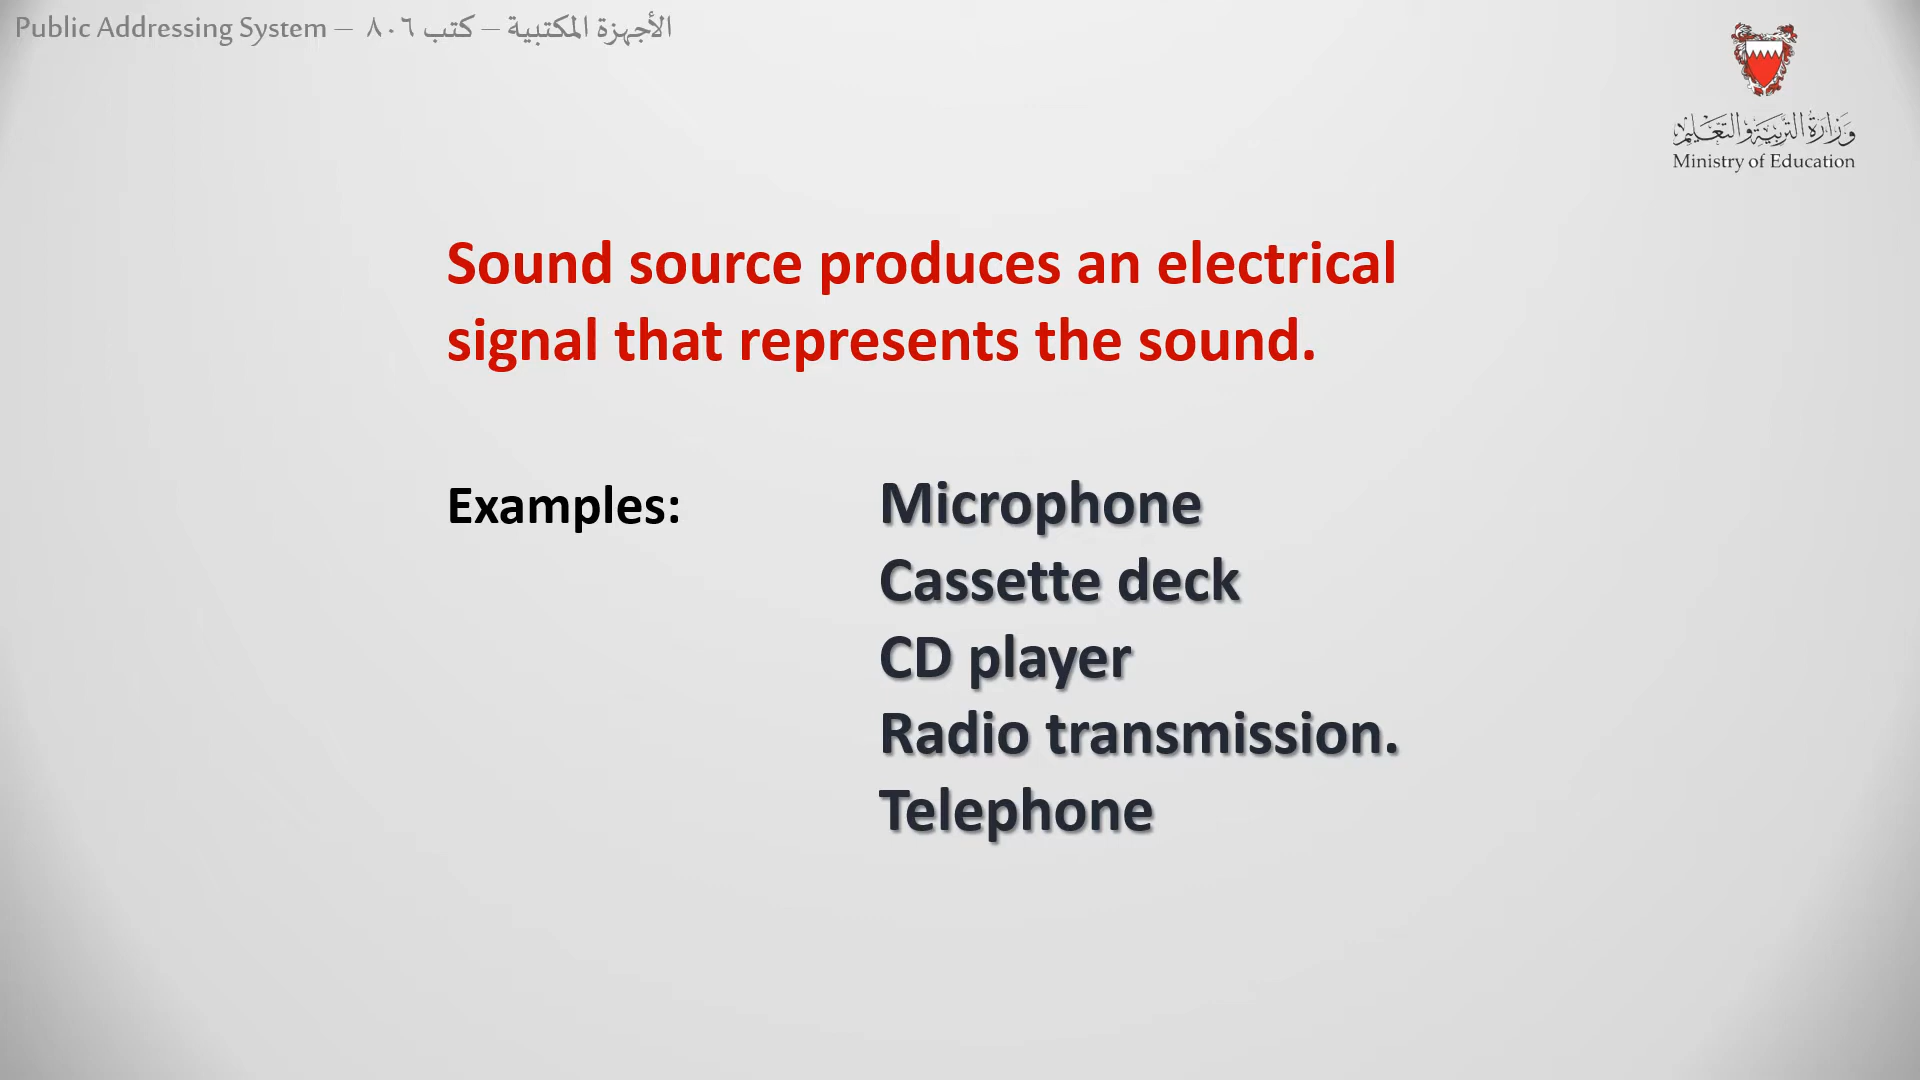 الأجهزة المكتبية – كتب ٨٠٦ – Public Addressing System
وزارة التربية والتعليم
Ministry of Education
Sound source produces an electrical
signal that represents the sound.
Examples:
Microphone
Cassette deck
CD player
Radio transmission.
Telephone